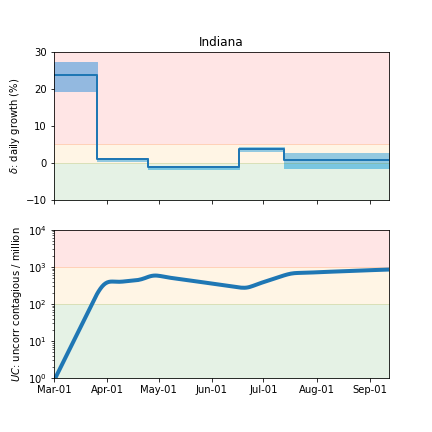 Indiana
30
20
10
0
−10
δ: daily growth (%)
10⁴
10³
10²
10¹
10⁰
UC: uncorr contagious / million
Mar-01 Apr-01 May-01 Jun-01 Jul-01 Aug-01 Sep-01